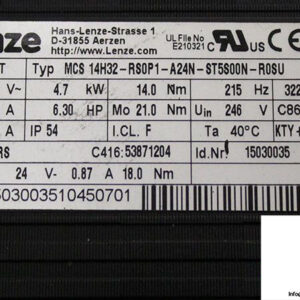 nze
Hans-Lenze-Strasse 1
D-31855 Aerzen
http://www.Lenze.com
UL File No
E210321
C US
T Typ MCS 14H32-RS0P1-A24N-ST5S00N-R0SU
V~ 4.7 kW 14.0 Nm 215 Hz 322
A 6.30 HP Mo 21.0 Nm Uin 246 V C86
IP 54 I.CL. F Ta 40°C KTY
RS C416:53871204 Id.Nr. 15030035
24 V- 0.87 A 18.0 Nm
503003510450701